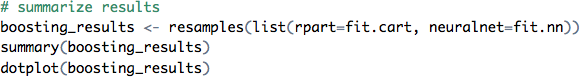 # summarize results
boosting_results <- resamples(list(rpart=fit.cart, neuralnet=fit.nn))
summary(boosting_results)
dotplot(boosting_results)